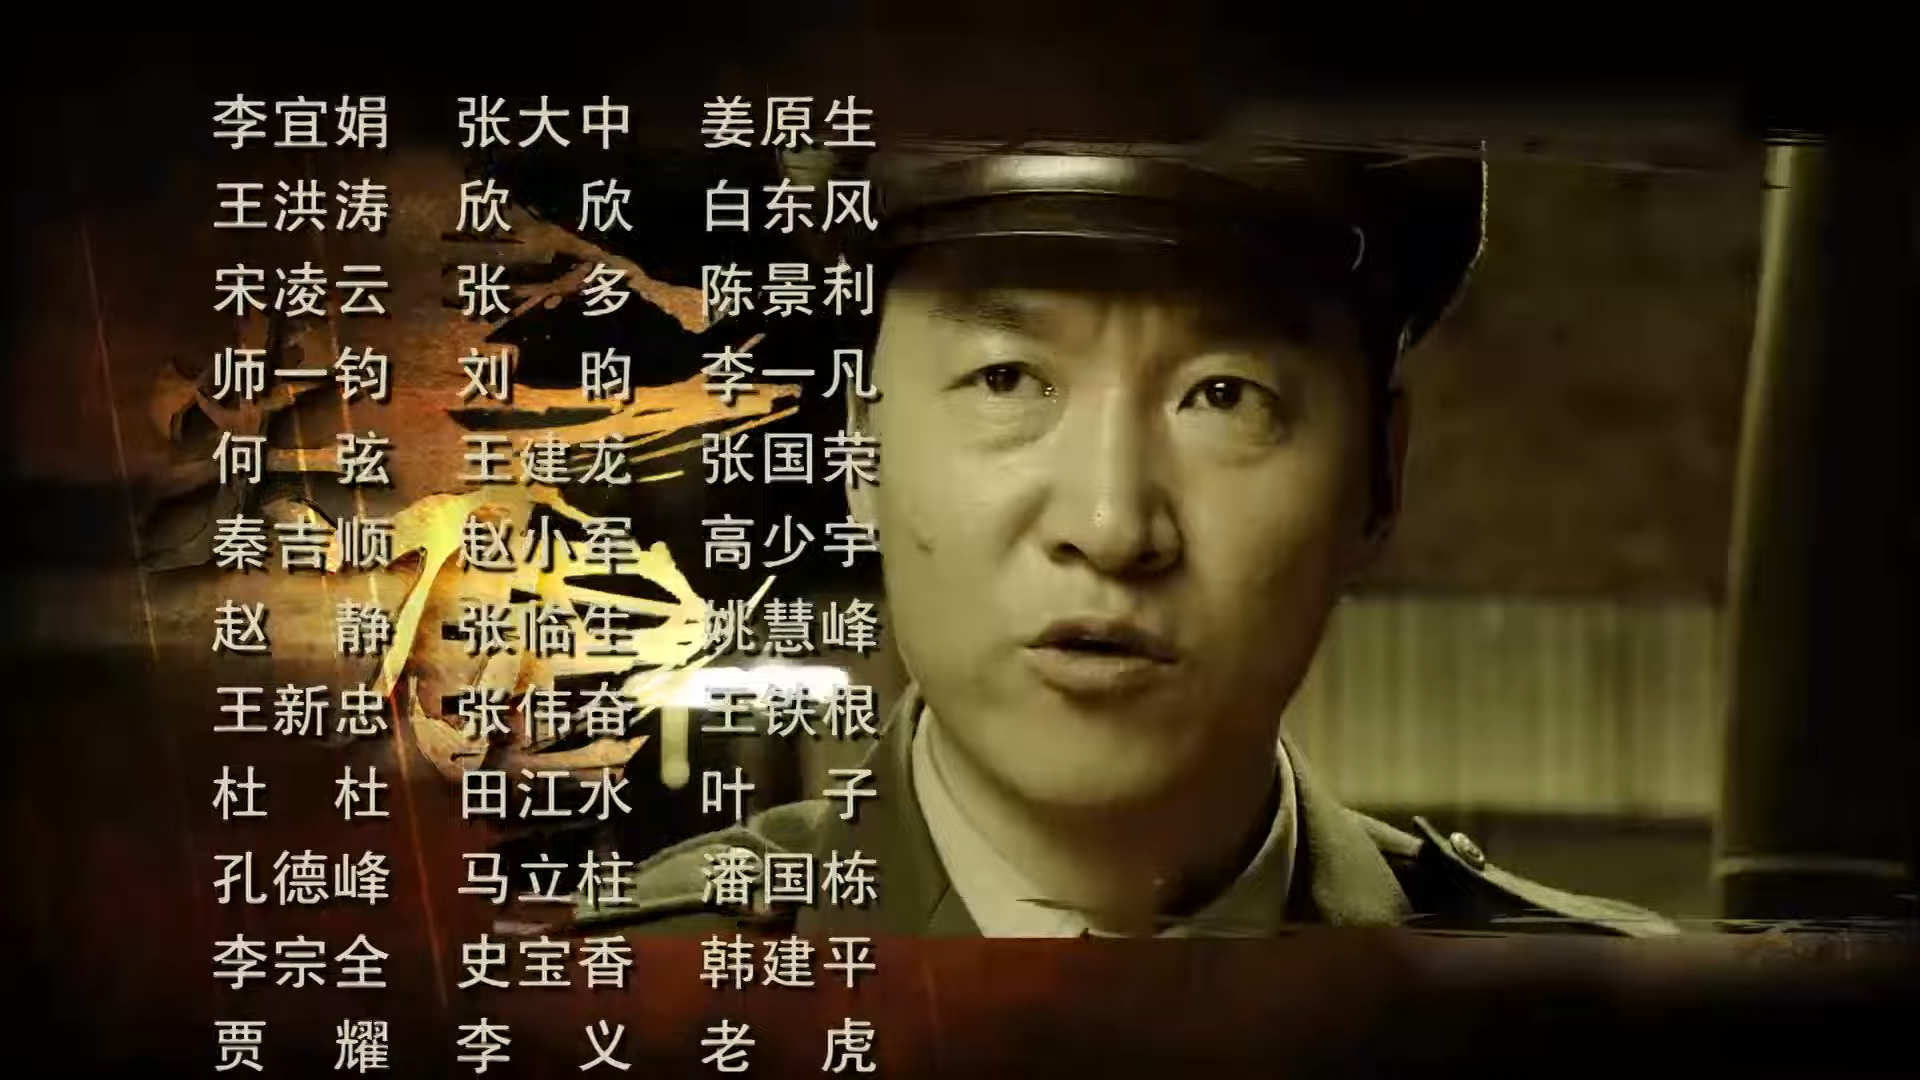 李宜娟 张大中 姜原生
王洪涛 欣 欣 白东风
宋凌云 张 多 陈景利
师一钧 刘 昀 李一凡
何 弦 王建龙 张国荣
秦吉顺 赵小军 高少宇
赵 静 张临生 姚慧峰
王新忠 张伟奋 王铁根
杜 杜 田江水 叶 子
孔德峰 马立柱 潘国栋
李宗全 史宝香 韩建平
贾 耀 李 义 老 虎